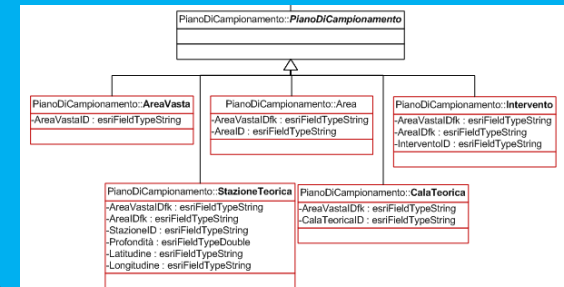 PianoDiCampionamento::PianoDiCampionamento
PianoDiCampionamento::AreaVasta
-AreaVastaID : esriFieldTypeString
PianoDiCampionamento::Area
-AreaVastaIDfk : esriFieldTypeString
-AreaID : esriFieldTypeString
PianoDiCampionamento::Intervento
-AreaVastaIDfk : esriFieldTypeString
-AreaIDfk : esriFieldTypeString
-InterventoID : esriFieldTypeString
PianoDiCampionamento::StazioneTeorica
-AreaVastaIDfk : esriFieldTypeString
-AreaIDfk : esriFieldTypeString
-StazioneID : esriFieldTypeString
-Profondità : esriFieldTypeDouble
-Latitudine : esriFieldTypeString
-Longitudine : esriFieldTypeString
PianoDiCampionamento::CalaTeorica
-AreaVastaIDfk : esriFieldTypeString
-CalaTeoricaID : esriFieldTypeString